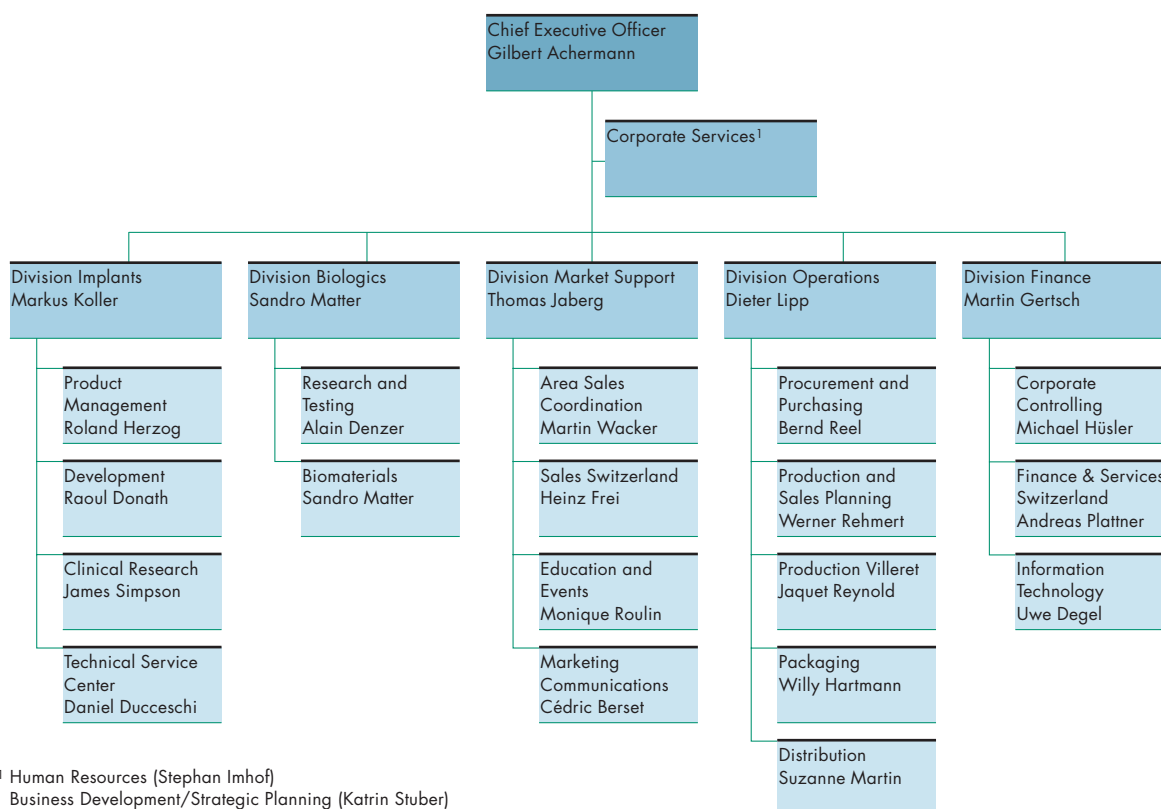 Chief Executive Officer
Gilbert Achermann
Corporate Services¹
Division Implants
Markus Koller
Division Biologics
Sandro Matter
Division Market Support
Thomas Jaberg
Division Operations
Dieter Lipp
Division Finance
Martin Gertsch
Product
Management
Roland Herzog
Development
Raoul Donath
Clinical Research
James Simpson
Technical Service
Center
Daniel Ducceschi
Research and
Testing
Alain Denzer
Biomaterials
Sandro Matter
Area Sales
Coordination
Martin Wacker
Sales Switzerland
Heinz Frei
Education and
Events
Monique Roulin
Marketing
Communications
Cédric Berset
Procurement and
Purchasing
Bernd Reel
Production and
Sales Planning
Werner Rehmert
Production Villeret
Jaquet Reynold
Packaging
Willy Hartmann
Distribution
Suzanne Martin
Corporate
Controlling
Michael Hüsler
Finance & Services
Switzerland
Andreas Plattner
Information
Technology
Uwe Degel
¹ Human Resources (Stephan Imhof)
Business Development/Strategic Planning (Katrin Stuber)